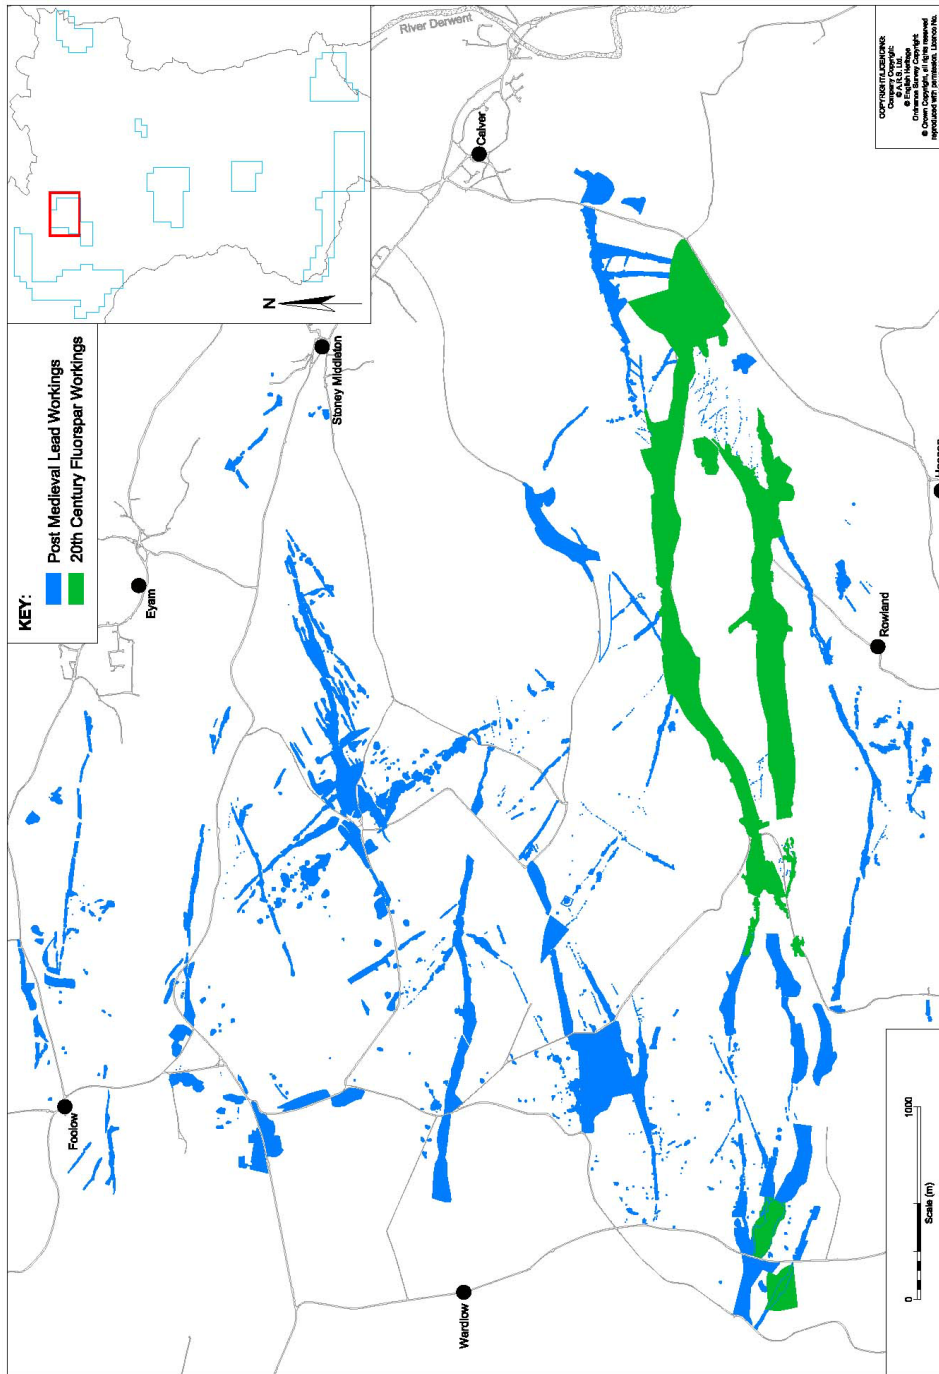 River Derwent
COPYRIGHT/LICENCING:
Company Copyright:
© A.R.S. Ltd.
© English Heritage
Ordnance Survey Copyright:
© Crown Copyright, all rights reserved
reproduced with permission. Licence No.
Calver
N
KEY:
Post Medieval Lead Workings
20th Century Fluorspar Workings
Stoney Middleton
Eyam
Rowland
Foolow
Wardlow
0
1000
Scale (m)